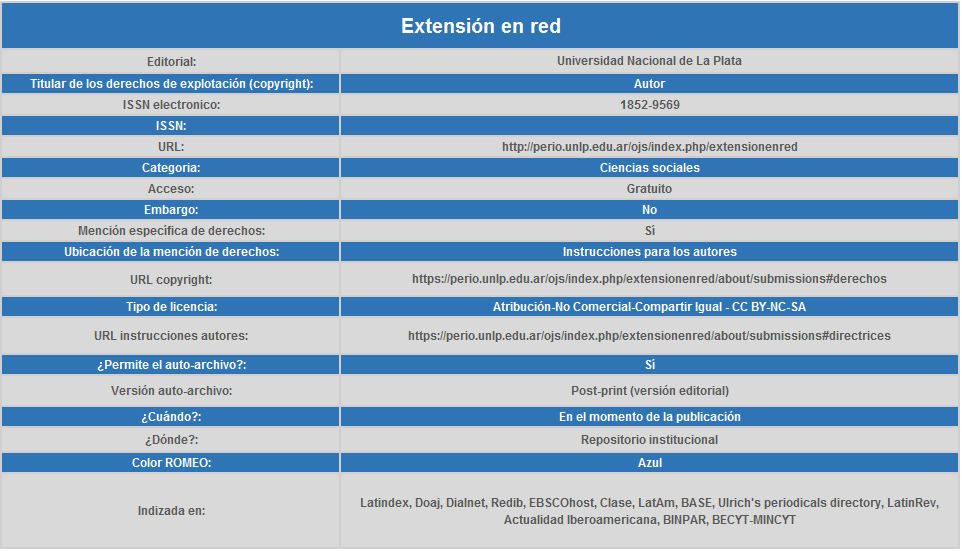 Extensión en red
Editorial: Universidad Nacional de La Plata
Titular de los derechos de explotación (copyright): Autor
ISSN electronico: 1852-9569
ISSN:
URL: http://perio.unlp.edu.ar/ojs/index.php/extensionenred
Categoria: Ciencias sociales
Acceso: Gratuito
Embargo: No
Mención específica de derechos: Sí
Ubicación de la mención de derechos: Instrucciones para los autores
URL copyright: https://perio.unlp.edu.ar/ojs/index.php/extensionenred/about/submissions#derechos
Tipo de licencia: Atribución-No Comercial-Compartir Igual - CC BY-NC-SA
URL instrucciones autores: https://perio.unlp.edu.ar/ojs/index.php/extensionenred/about/submissions#directrices
¿Permite el auto-archivo?: Sí
Versión auto-archivo: Post-print (versión editorial)
¿Cuándo?: En el momento de la publicación
¿Dónde?: Repositorio institucional
Color ROMEO: Azul
Indizada en: Latindex, Doaj, Dialnet, Redib, EBSCOhost, Clase, LatAm, BASE, Ulrich's periodicals directory, LatinRev,
Actualidad Iberoamericana, BINPAR, BECYT-MINCYT